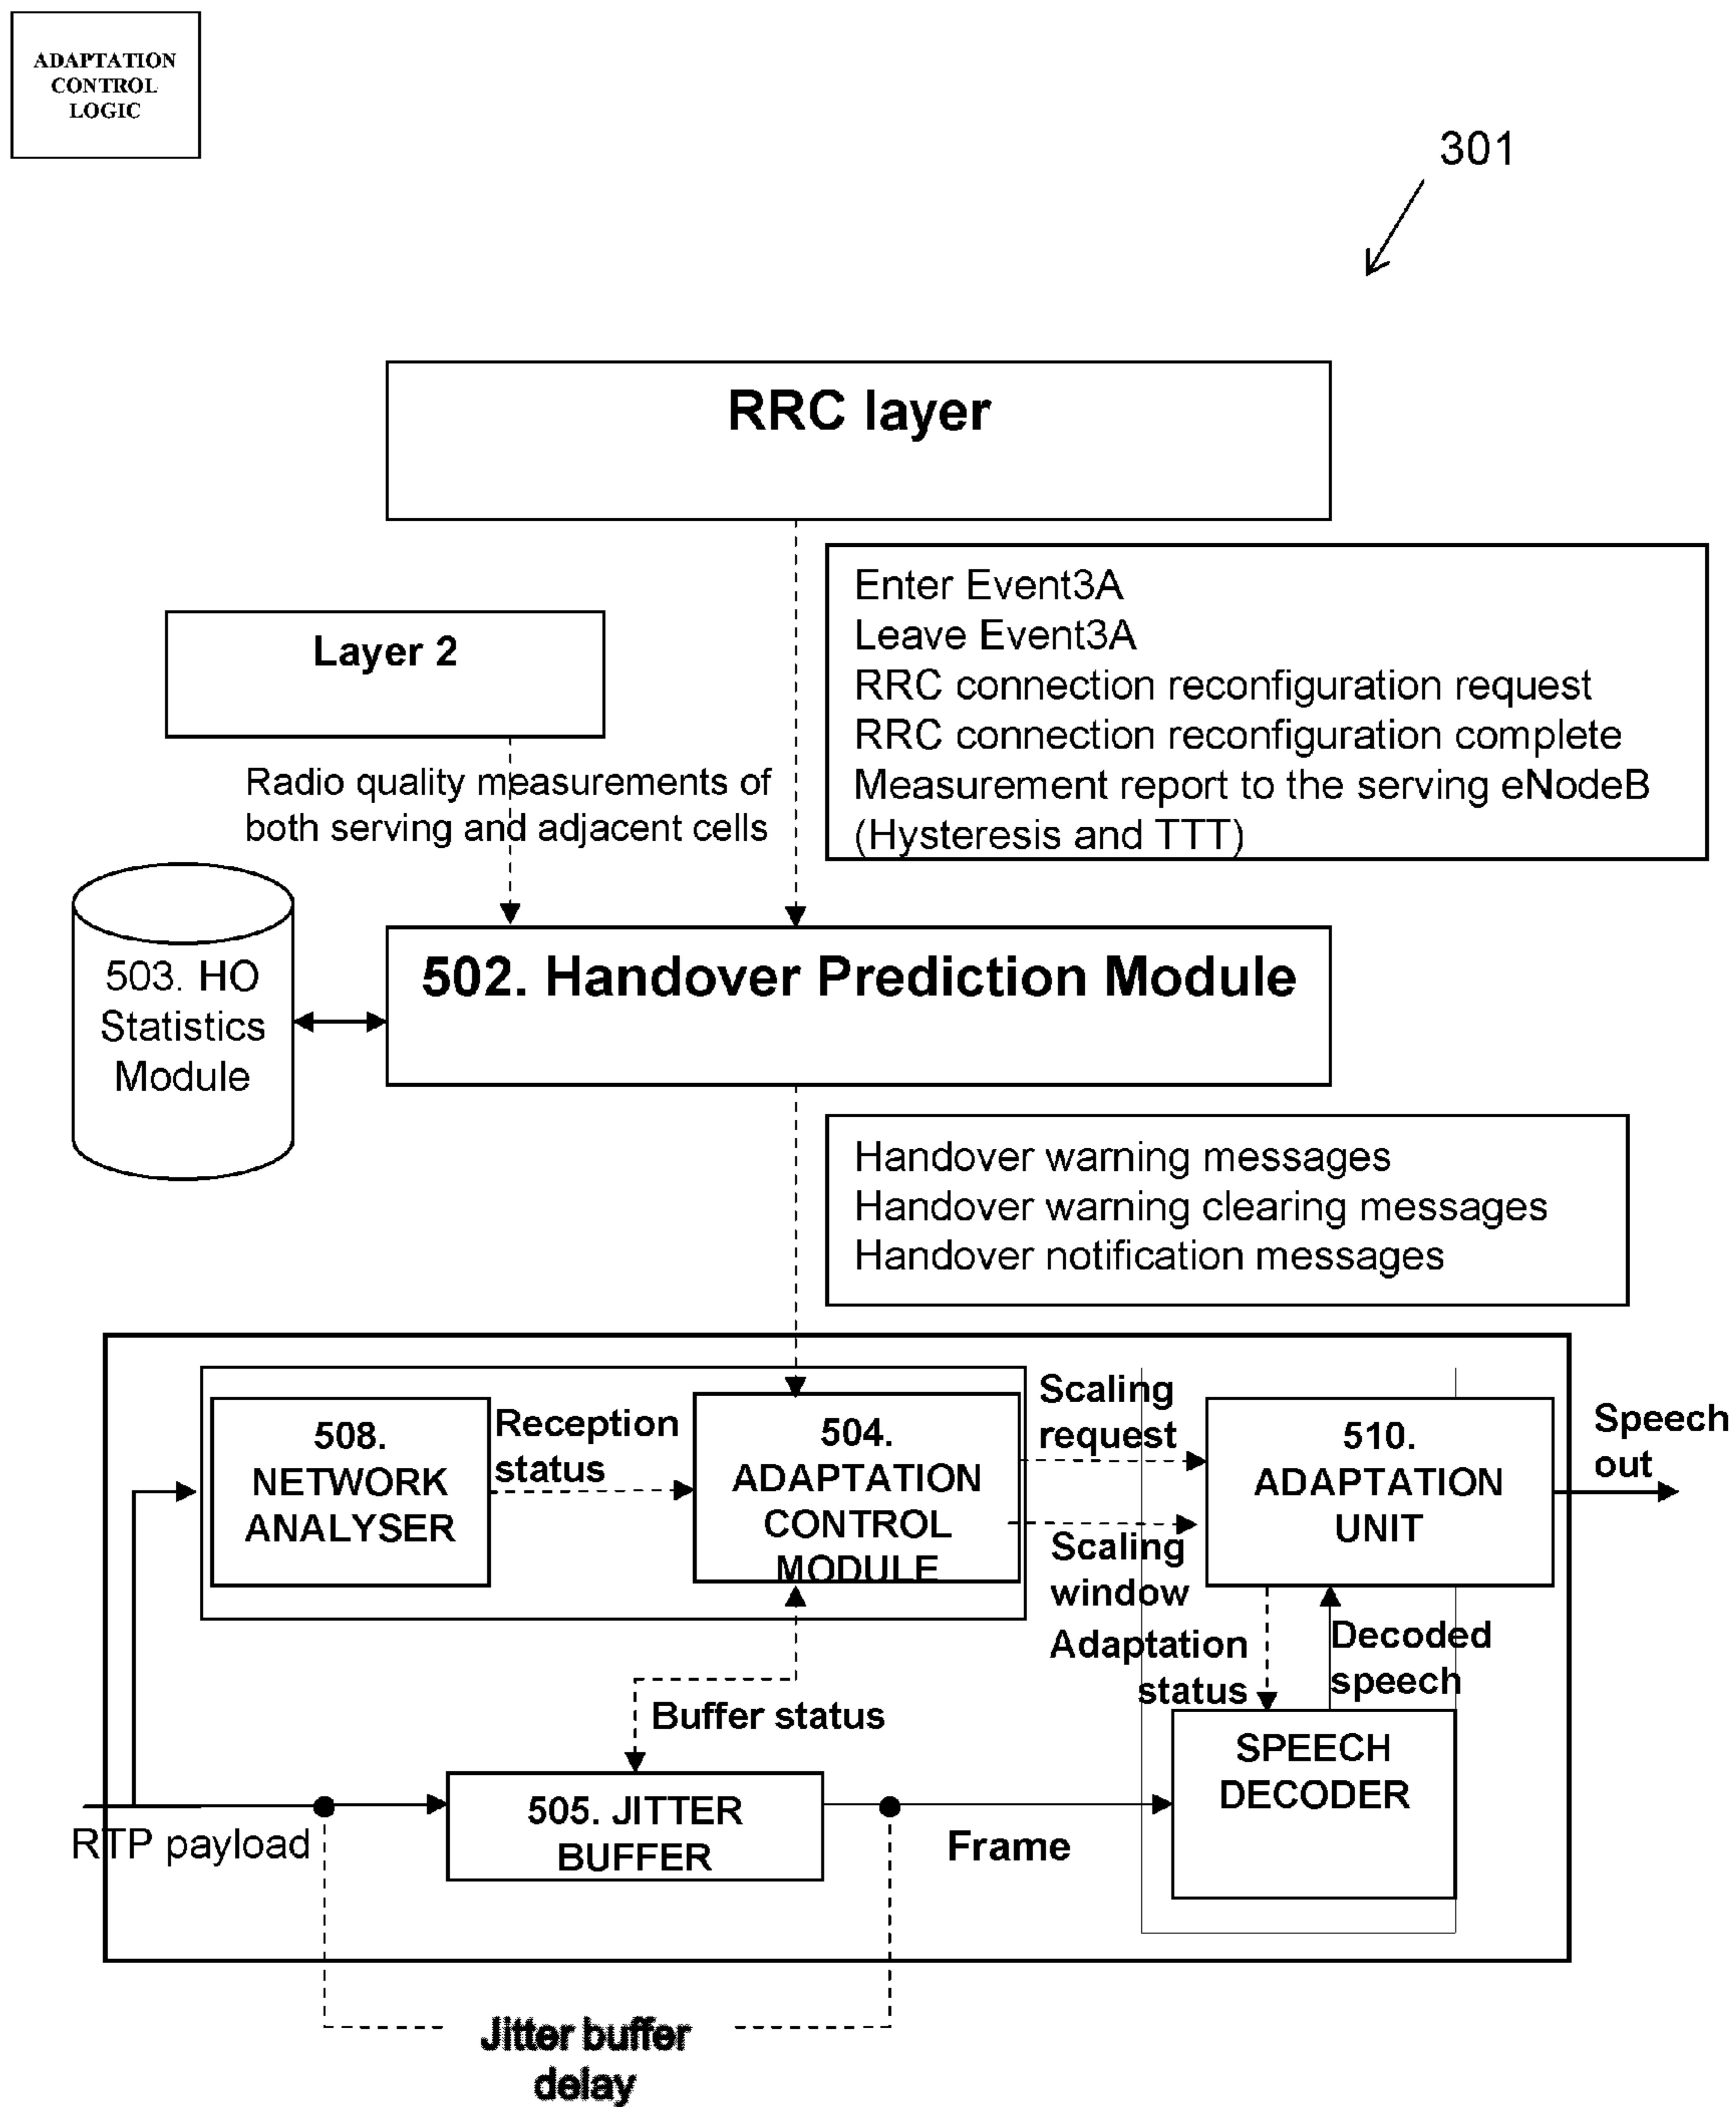 ADAPTATION
CONTROL
LOGIC
301
RRC layer
Enter Event3A
Leave Event3A
RRC connection reconfiguration request
RRC connection reconfiguration complete
Measurement report to the serving eNodeB
(Hysteresis and TTT)
Layer 2
Radio quality measurements of
both serving and adjacent cells
503. HO
Statistics
Module
502. Handover Prediction Module
Handover warning messages
Handover warning clearing messages
Handover notification messages
508.
NETWORK
ANALYSER
Reception
status
504.
ADAPTATION
CONTROL
MODULE
Scaling
request
Scaling
window
510.
ADAPTATION
UNIT
Speech
out
Adaptation
status
Decoded
speech
Buffer status
SPEECH
DECODER
RTP payload
505. JITTER
BUFFER
Frame
Jitter buffer
delay